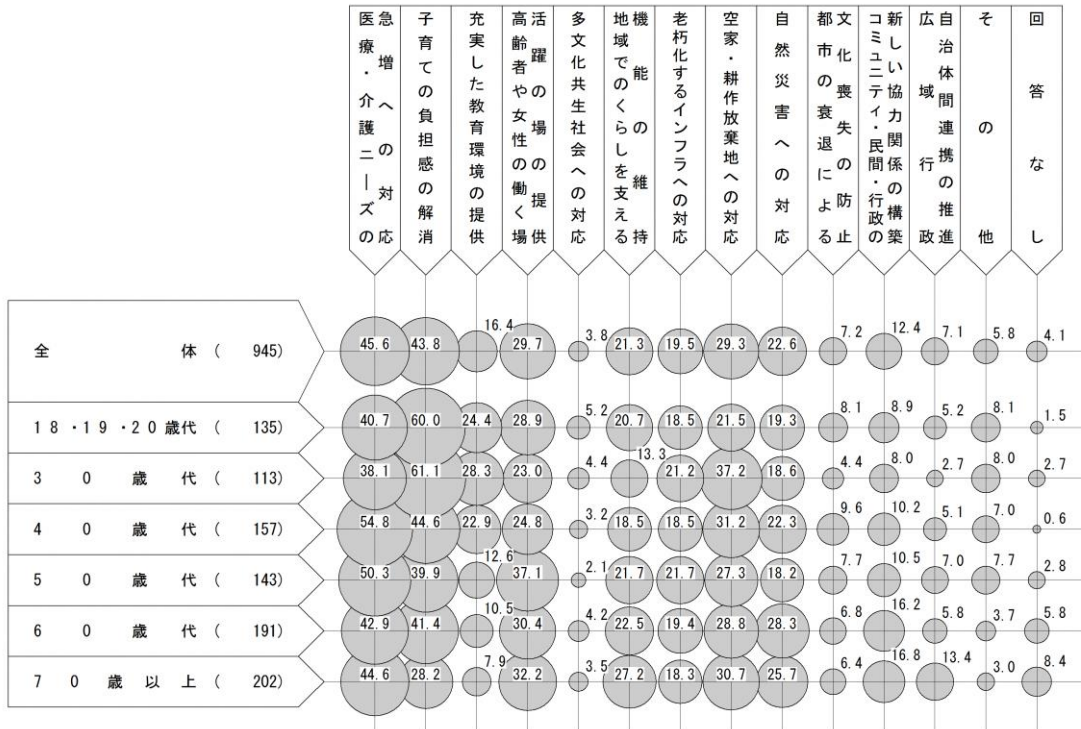 医療・介護ニーズの
急増への対応
子育ての負担感の解消
充実した教育環境の提供
高齢者や女性の働く場
活躍の場の提供
多文化共生社会への対応
地域でのくらしを支える
機能の維持
老朽化するインフラへの対応
空家・耕作放棄地への対応
自然災害への対応
都市の衰退による
文化喪失の防止
コミュニティ・民間・行政の
新しい協力関係の構築
広域行政
自治体間連携の推進
その他
回答なし
全体（ 945） 45.6 43.8 16.4 29.7 3.8 21.3 19.5 29.3 22.6 7.2 12.4 7.1 5.8 4.1
18・19・20歳代（ 135） 40.7 60.0 24.4 28.9 5.2 20.7 18.5 21.5 19.3 8.1 8.9 5.2 8.1 1.5
30歳代（ 113） 38.1 61.1 28.3 23.0 4.4 13.3 21.2 37.2 18.6 4.4 8.0 2.7 8.0 2.7
40歳代（ 157） 54.8 44.6 22.9 24.8 3.2 18.5 18.5 31.2 22.3 9.6 10.2 5.1 7.0 0.6
50歳代（ 143） 50.3 39.9 12.6 37.1 2.1 21.7 21.7 27.3 18.2 7.7 10.5 7.0 7.7 2.8
60歳代（ 191） 42.9 41.4 10.5 30.4 4.2 22.5 19.4 28.8 28.3 6.8 16.2 5.8 3.7 5.8
70歳以上（ 202） 44.6 28.2 7.9 32.2 3.5 27.2 18.3 30.7 25.7 6.4 16.8 13.4 3.0 8.4